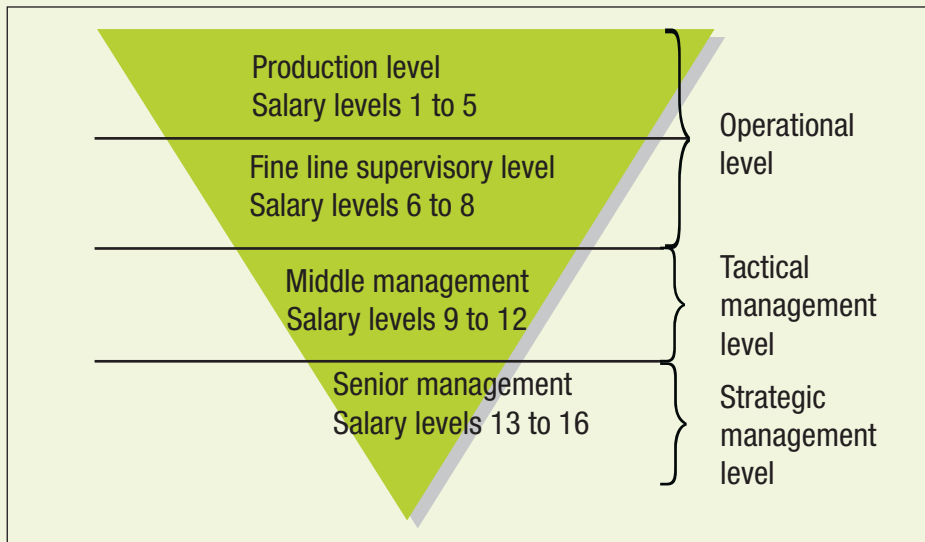 Production level
Salary levels 1 to 5
Operational
level
Fine line supervisory level
Salary levels 6 to 8
Middle management
Salary levels 9 to 12
Tactical
management
level
Senior management
Salary levels 13 to 16
Strategic
management
level